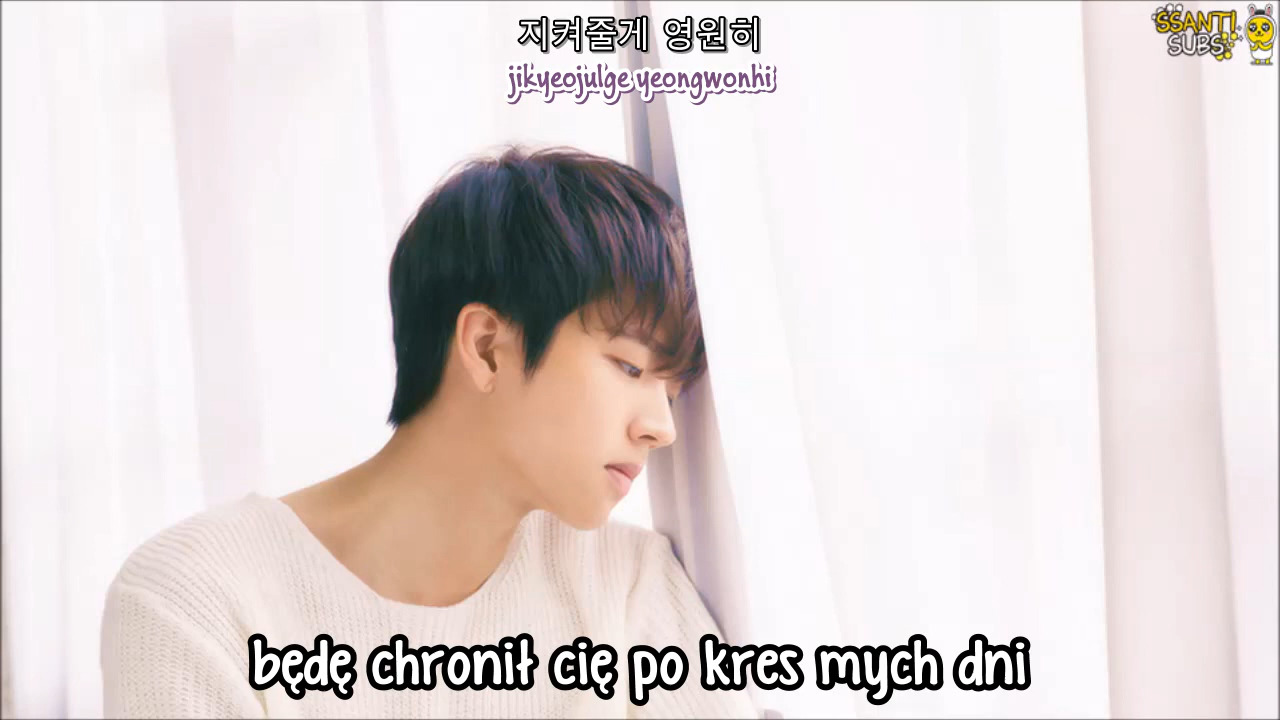 지켜줄게 영원히
jikyeojulge yeongwonhi
SSANTI
SUBS
będę chronił cię po kres mych dni